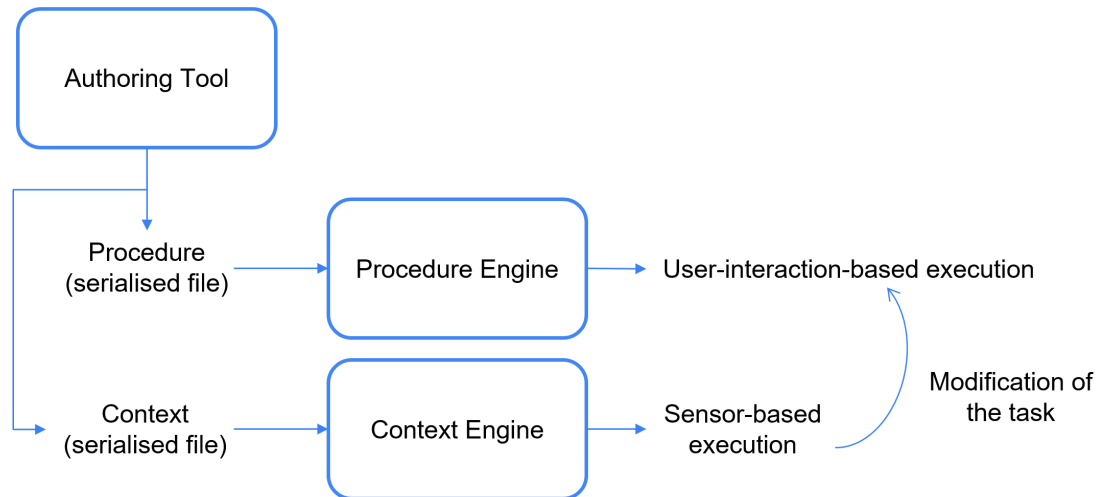 Authoring Tool
Procedure
(serialised file)
Procedure Engine
User-interaction-based execution
Context
(serialised file)
Context Engine
Sensor-based
execution
Modification of
the task